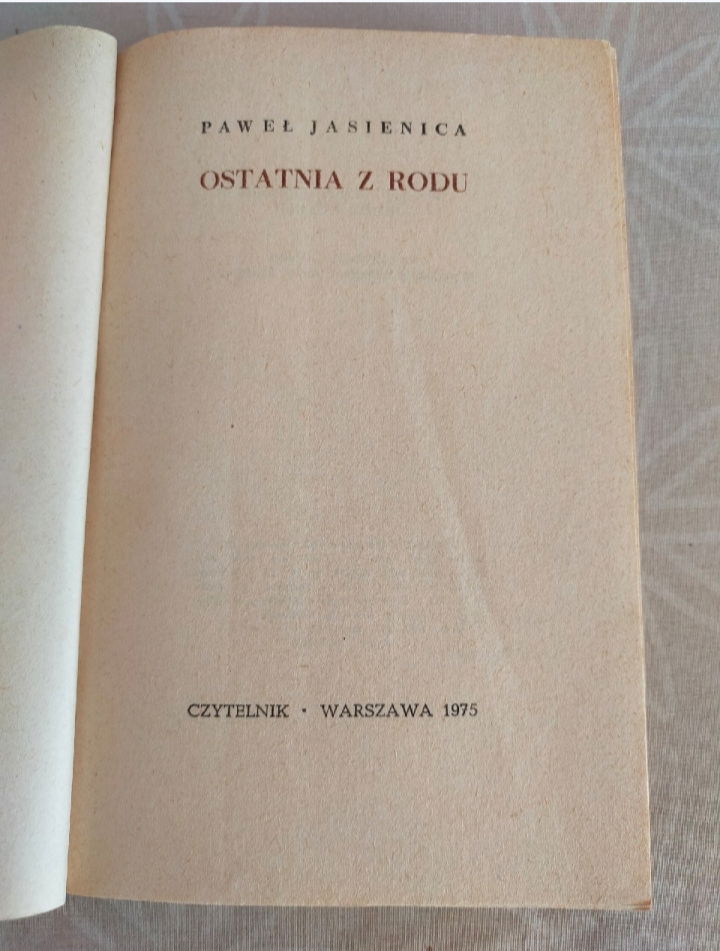 PAWEŁ JASIENICA
OSTATNIA Z RODU
CZYTELNIK • WARSZAWA 1975